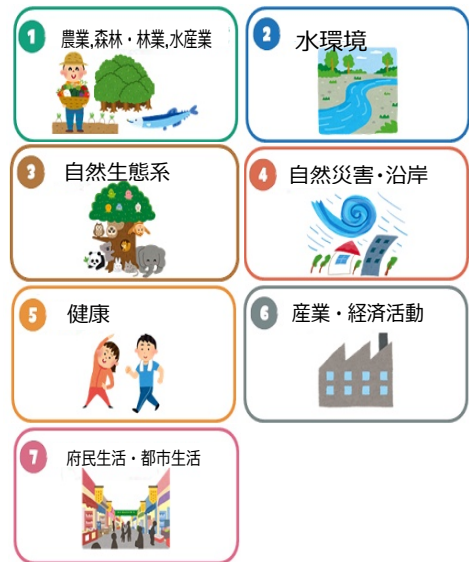 1 農業,森林・林業,水産業
2 水環境
3 自然生態系
4 自然災害・沿岸
5 健康
6 産業・経済活動
7 府民生活・都市生活